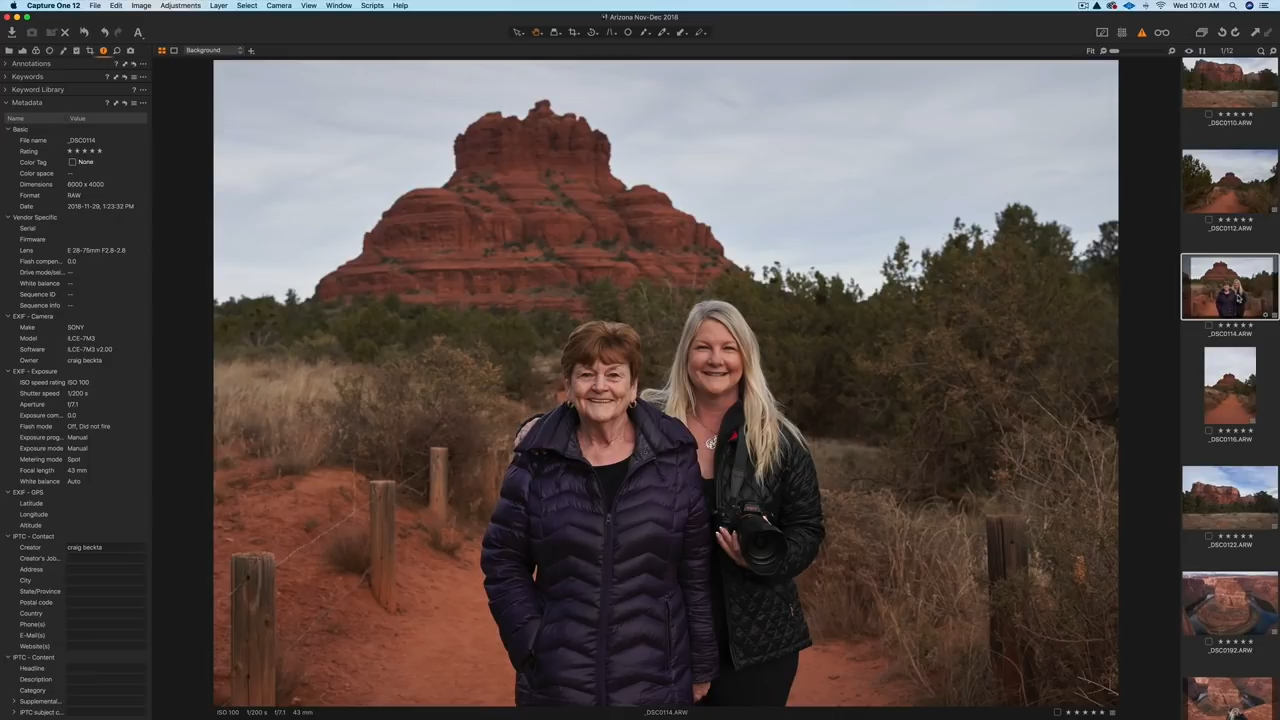 Capture One 12 File Edit Image Adjustments Layer Select Camera View Window Scripts Help Wed 10:01 AM
Arizona Nov-Dec 2018
Background Fit 1/12
Annotations
Keywords
Keyword Library
Metadata
Name Value
Basic
File name _DSC0114
Rating
Color Tag None
Color space --
Dimensions 6000 x 4000
Format RAW
Date 2018-11-29, 1:23:32 PM
Vendor Specific
Serial
Firmware
Lens E 28-75mm F2.8-2.8
Flash compen... 0.0
Drive mode/sel... --
White balance --
Sequence ID --
Sequence Info --
EXIF - Camera
Make SONY
Model ILCE-7M3
Software ILCE-7M3 v2.00
Owner craig beckta
EXIF - Exposure
ISO speed rating ISO 100
Shutter speed 1/200 s
Aperture f/7.1
Exposure com... 0.0
Flash mode Off, Did not fire
Exposure prog... Manual
Exposure mode Manual
Metering mode Spot
Focal length 43 mm
White balance Auto
EXIF - GPS
Latitude
Longitude
Altitude
IPTC - Contact
Creator craig beckta
Creator's Job...
Address
City
State/Province
Postal code
Country
Phone(s)
E-Mail(s)
Website(s)
IPTC - Content
Headline
Description
Category
Supplemental...
IPTC subject c...
ISO 100 1/200 s f/7.1 43 mm _DSC0114.ARW
_DSC0110.ARW
_DSC0112.ARW
_DSC0114.ARW
_DSC0116.ARW
_DSC0122.ARW
_DSC0192.ARW